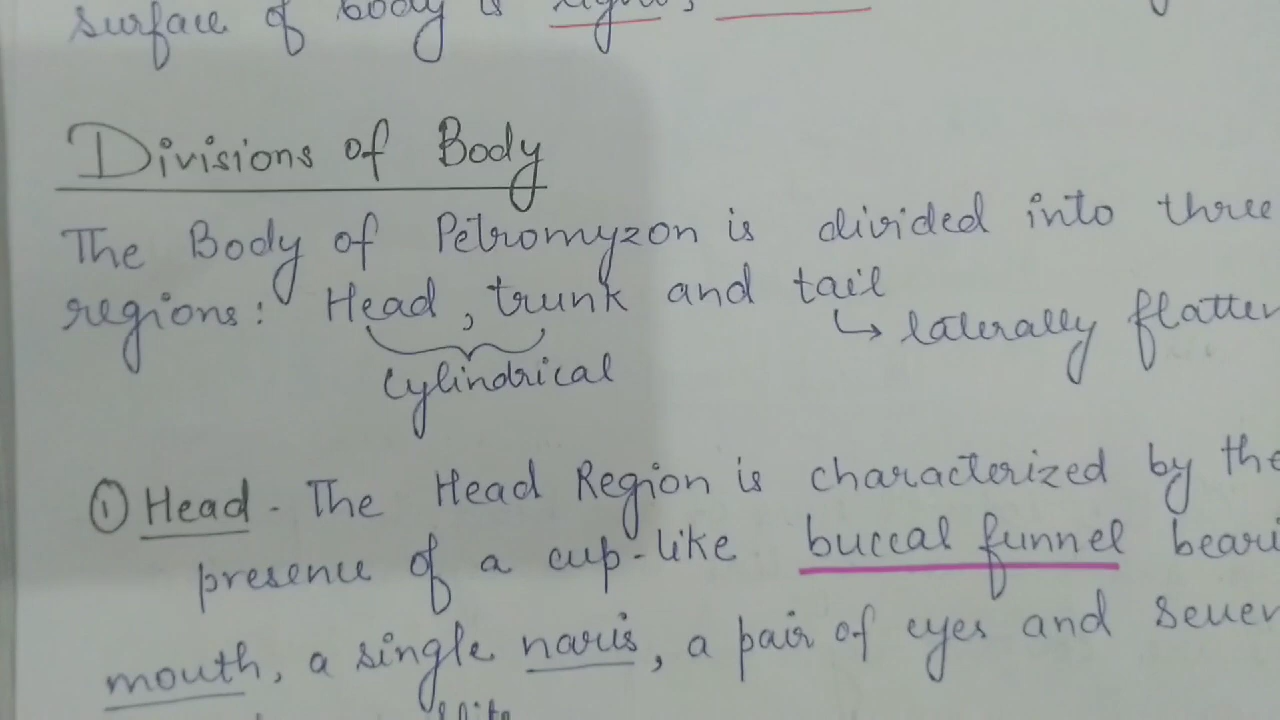 surface of body is
Divisions of Body
The Body of Petromyzon is divided into three
regions: Head, trunk and tail
↳ laterally flatten
cylindrical
① Head - The Head Region is characterized by the
presence of a cup-like buccal funnel beari
mouth, a single naris, a pair of eyes and seven